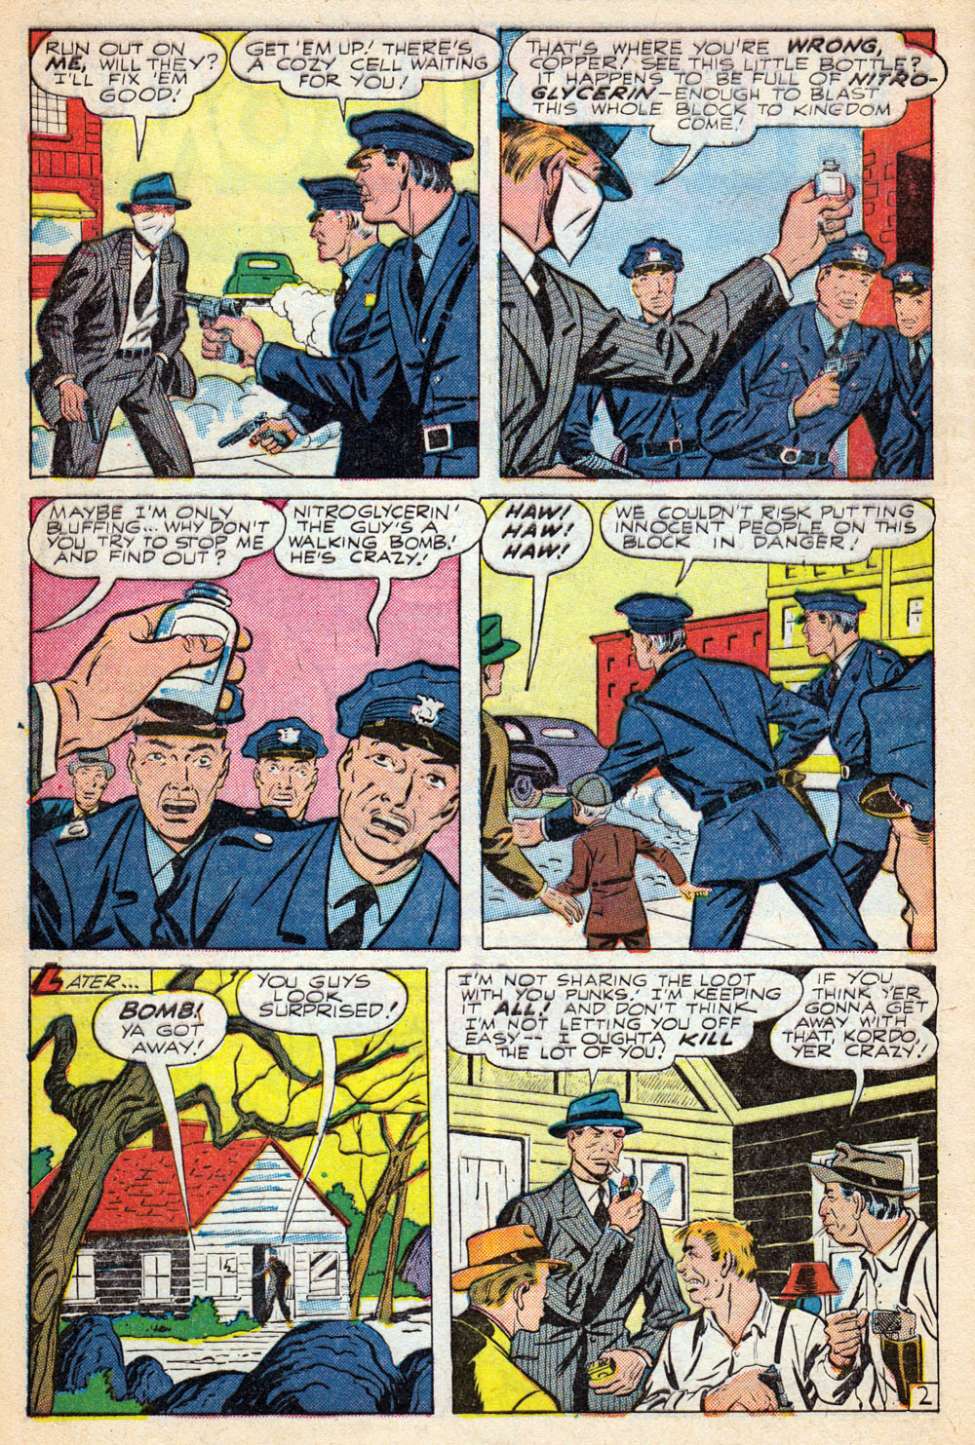 RUN OUT ON
ME, WILL THEY?
I'LL FIX 'EM
GOOD!
GET 'EM UP! THERE'S
A COZY CELL WAITING
FOR YOU!
THAT'S WHERE YOU'RE WRONG,
COPPER! SEE THIS LITTLE BOTTLE?
IT HAPPENS TO BE FULL OF NITRO-
GLYCERIN—ENOUGH TO BLAST
THIS WHOLE BLOCK TO KINGDOM
COME!
MAYBE I'M ONLY
BLUFFING... WHY DON'T
YOU TRY TO STOP ME
AND FIND OUT?
NITROGLYCERIN!
THE GUY'S A
WALKING BOMB!
HE'S CRAZY!
HAW!
HAW!
HAW!
WE COULDN'T RISK PUTTING
INNOCENT PEOPLE ON THIS
BLOCK IN DANGER!
LATER...
BOMB!
YA GOT
AWAY!
YOU GUYS
LOOK
SURPRISED!
I'M NOT SHARING THE LOOT
WITH YOU PUNKS! I'M KEEPING
IT ALL! AND DON'T THINK
I'M NOT LETTING YOU OFF
EASY-- I OUGHTA KILL
THE LOT OF YOU!
IF YOU
THINK YER
GONNA GET
AWAY WITH
THAT, KORDO,
YER CRAZY!
2